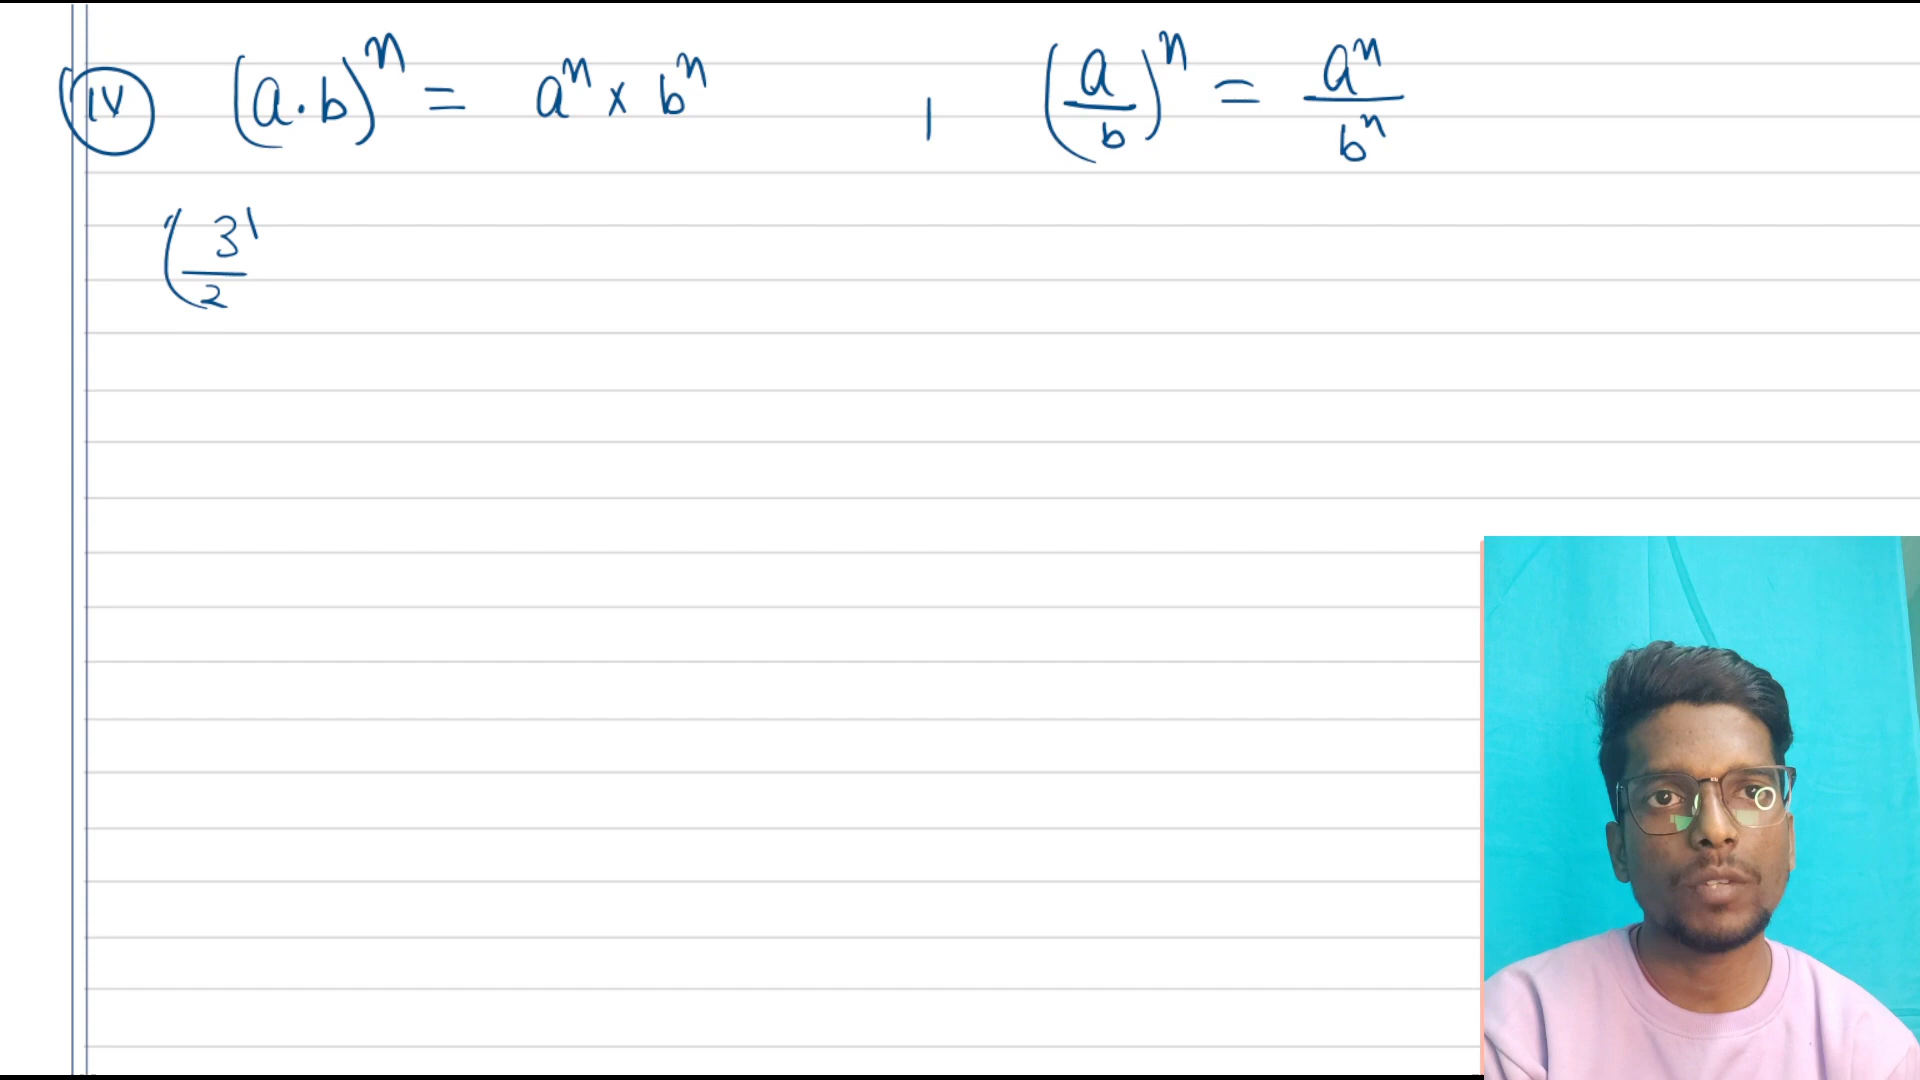 (IV) (a.b)^n = a^n × b^n , (a/b)^n = a^n/b^n
(3/2